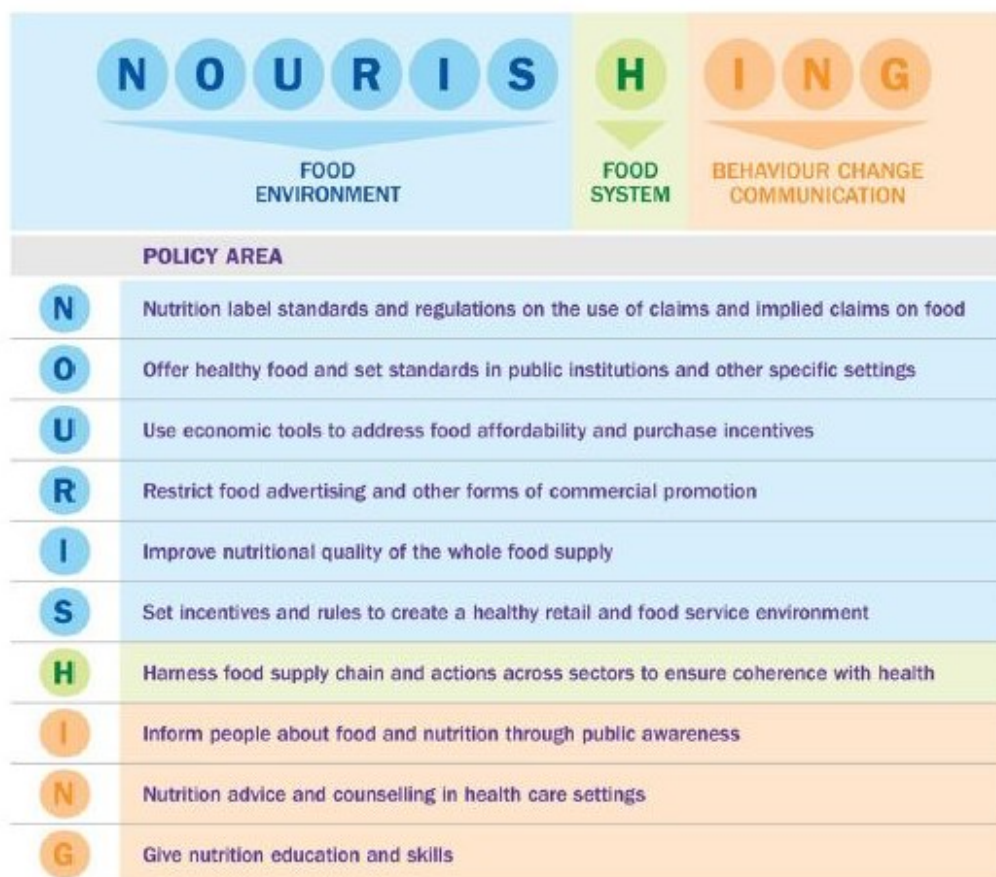 N O U R I S H I N G
FOOD
ENVIRONMENT
FOOD
SYSTEM
BEHAVIOUR CHANGE
COMMUNICATION
POLICY AREA
N Nutrition label standards and regulations on the use of claims and implied claims on food
O Offer healthy food and set standards in public institutions and other specific settings
U Use economic tools to address food affordability and purchase incentives
R Restrict food advertising and other forms of commercial promotion
I Improve nutritional quality of the whole food supply
S Set incentives and rules to create a healthy retail and food service environment
H Harness food supply chain and actions across sectors to ensure coherence with health
I Inform people about food and nutrition through public awareness
N Nutrition advice and counselling in health care settings
G Give nutrition education and skills